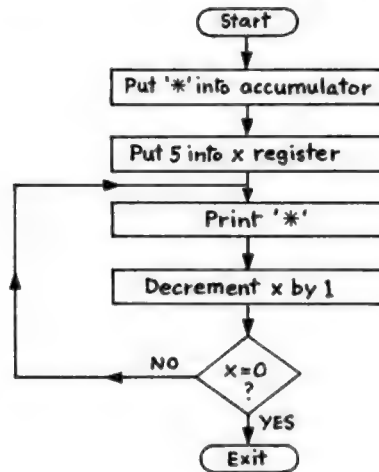 Start
Put '*' into accumulator
Put 5 into x register
Print '*'
Decrement x by 1
NO
x=0
?
YES
Exit